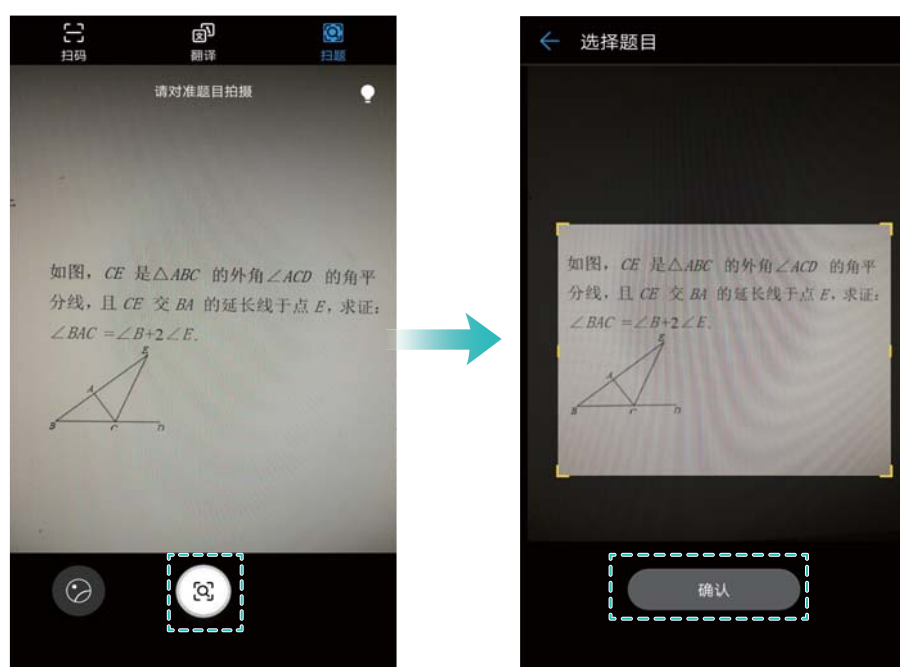 扫码
翻译
扫题
请对准题目拍摄
如图，CE 是△ABC 的外角∠ACD 的角平
分线，且 CE 交 BA 的延长线于点 E，求证：
∠BAC =∠B+2∠E.
E
A
B
C
D
选择题目
如图，CE 是△ABC 的外角∠ACD 的角平
分线，且 CE 交 BA 的延长线于点 E，求证：
∠BAC =∠B+2∠E.
E
A
B
C
D
确认